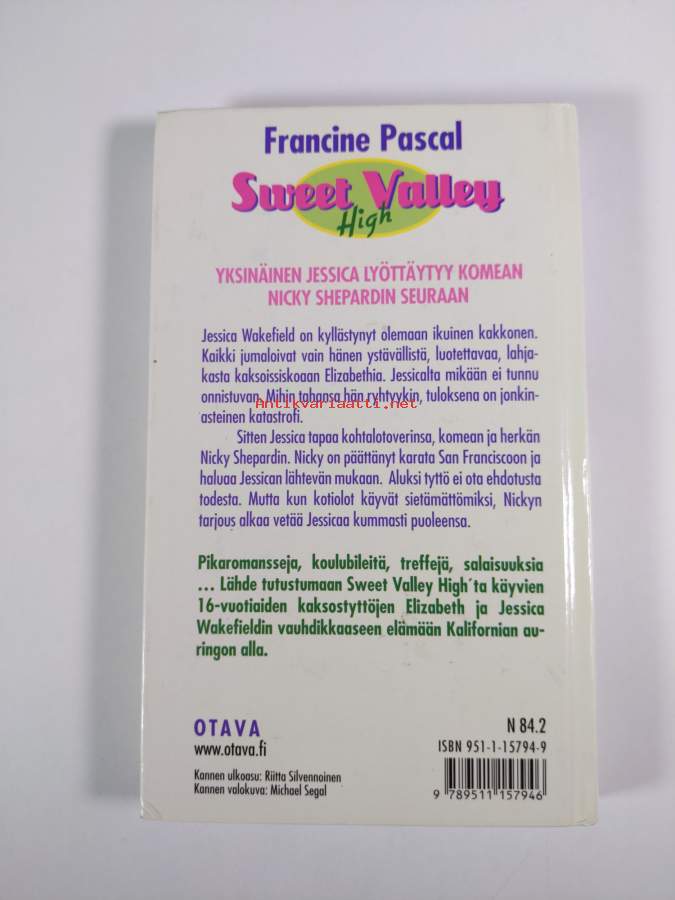 Francine Pascal
Sweet Valley
High
YKSINÄINEN JESSICA LYÖTTÄYTYY KOMEAN
NICKY SHEPARDIN SEURAAN
Jessica Wakefield on kyllästynyt olemaan ikuinen kakkonen.
Kaikki jumaloivat vain hänen ystävällistä, luotettavaa, lahja-
kasta kaksoissiskoaan Elizabethia. Jessicalta mikään ei tunnu
onnistuvan. Mihin tahansa hän ryhtyykin, tuloksena on jonkin-
Antikvariaatti.net
asteinen katastrofi.
Sitten Jessica tapaa kohtalotoverinsa, komean ja herkän
Nicky Shepardin. Nicky on päättänyt karata San Franciscoon ja
haluaa Jessican lähtevän mukaan. Aluksi tyttö ei ota ehdotusta
todesta. Mutta kun kotiolot käyvät sietämättömiksi, Nickyn
tarjous alkaa vetää Jessicaa kummasti puoleensa.
Pikaromansseja, koulubileitä, treffejä, salaisuuksia
... Lähde tutustumaan Sweet Valley High´ta käyvien
16-vuotiaiden kaksostyttöjen Elizabeth ja Jessica
Wakefieldin vauhdikkaaseen elämään Kalifornian au-
ringon alla.
OTAVA
www.otava.fi
Kannen ulkoasu: Riitta Silvennoinen
Kannen valokuva: Michael Segal
N 84.2
ISBN 951-1-15794-9
9 789511 157946